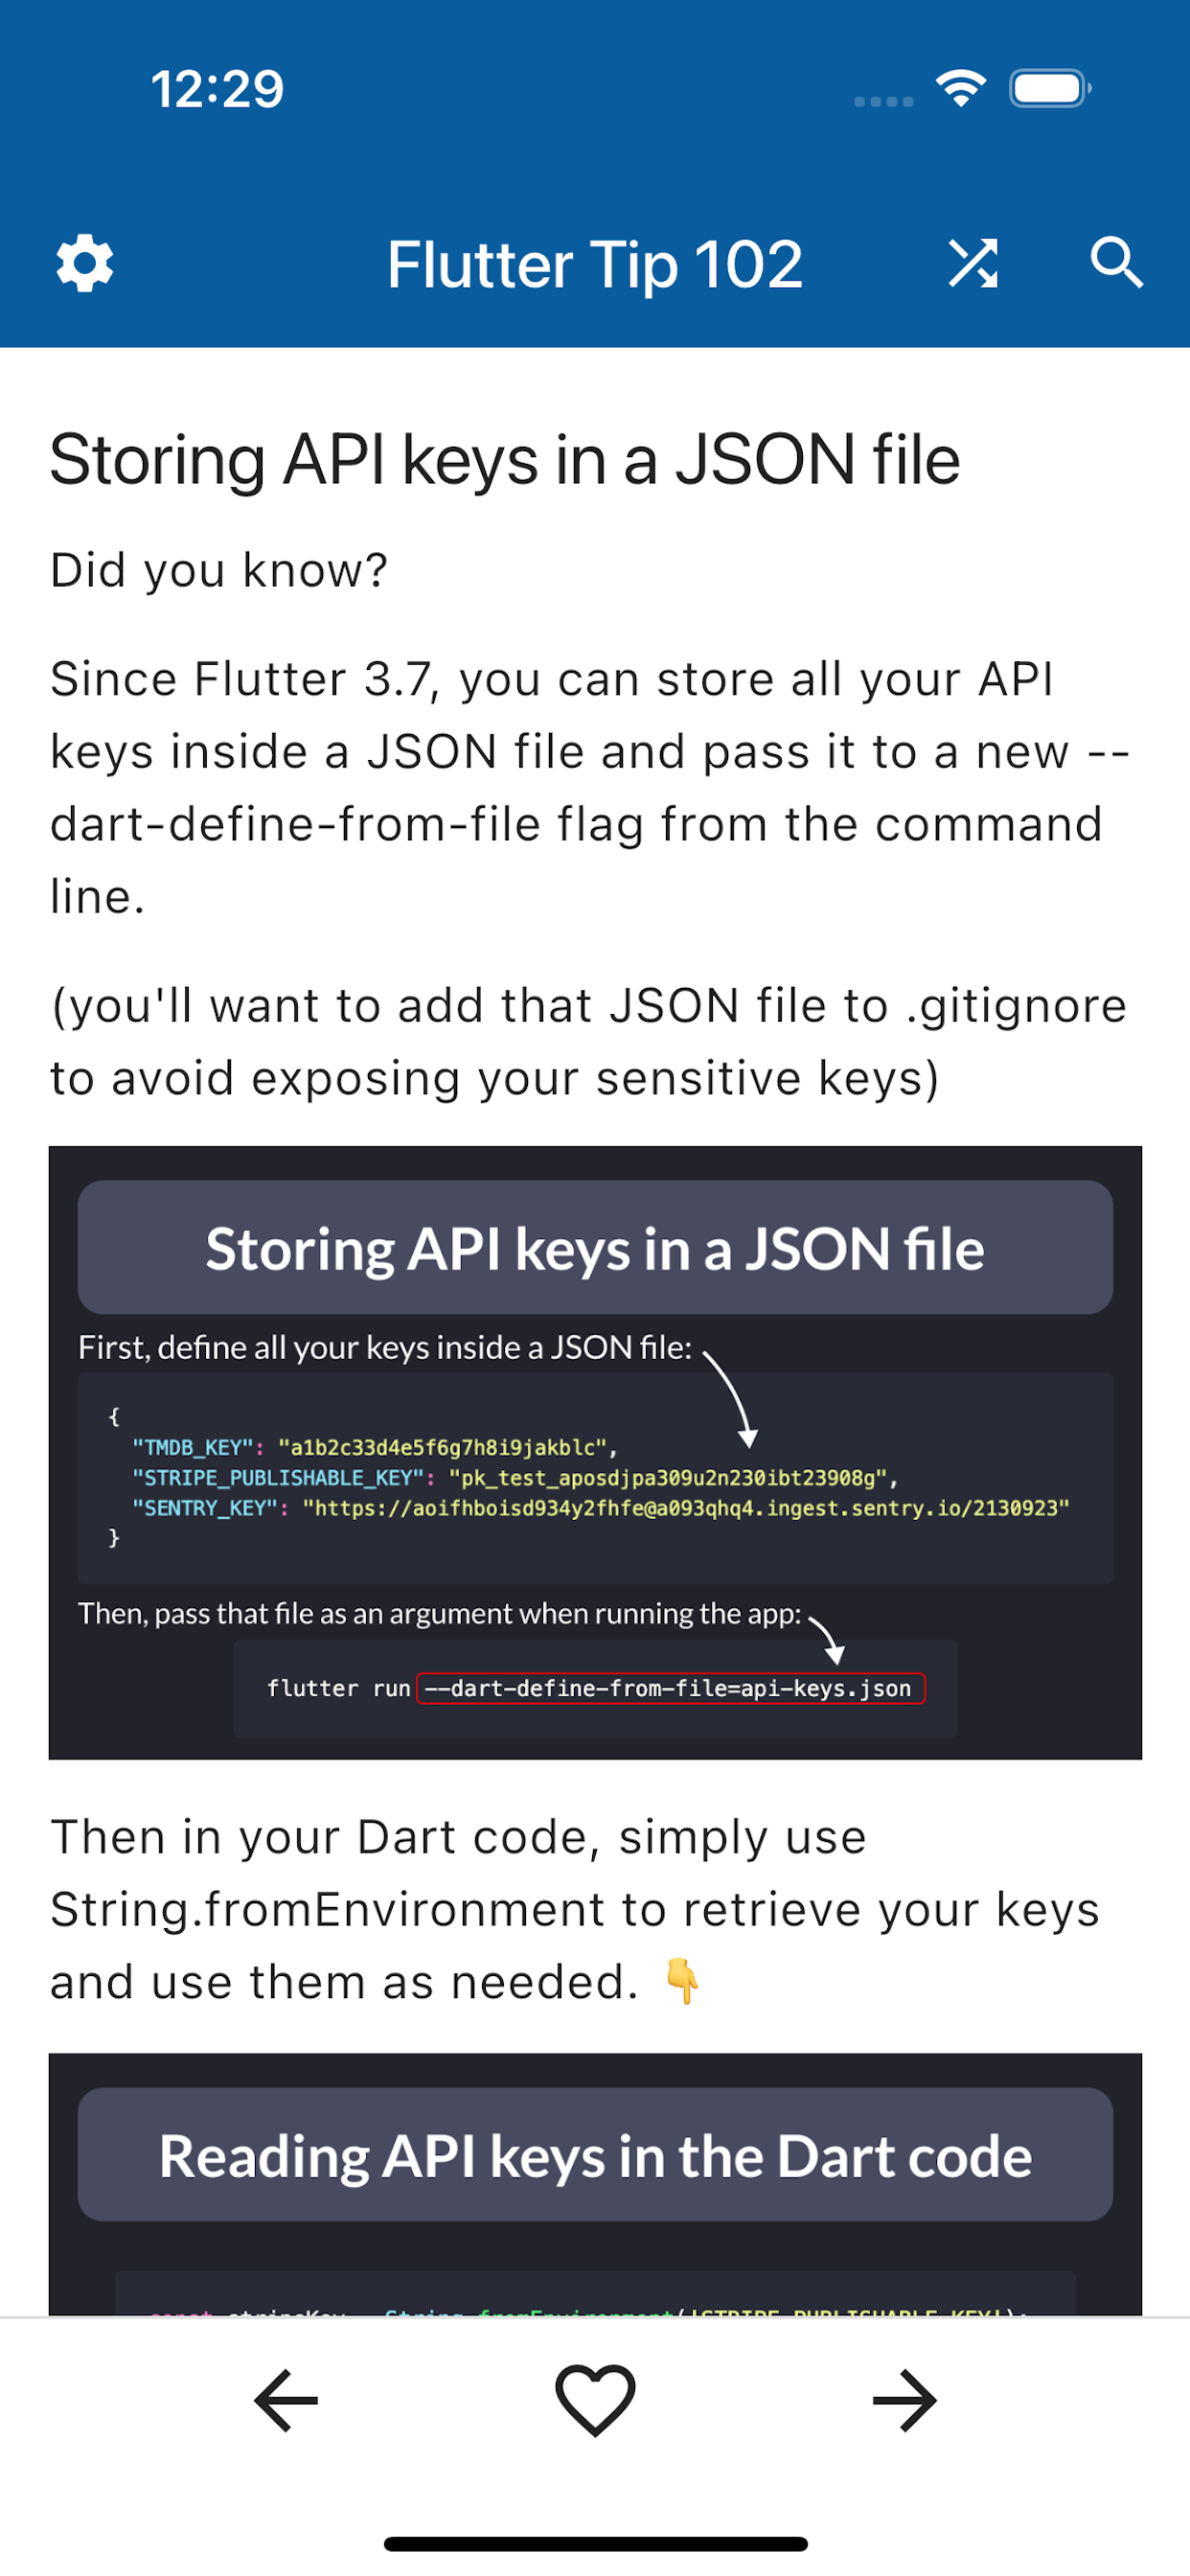 12:29
Flutter Tip 102
Storing API keys in a JSON file
Did you know?
Since Flutter 3.7, you can store all your API
keys inside a JSON file and pass it to a new --
dart-define-from-file flag from the command
line.
(you'll want to add that JSON file to .gitignore
to avoid exposing your sensitive keys)
Storing API keys in a JSON file
First, define all your keys inside a JSON file:
{
"TMDB_KEY": "a1b2c33d4e5f6g7h8i9jakblc",
"STRIPE_PUBLISHABLE_KEY": "pk_test_aposdjpa309u2n230ibt23908g",
"SENTRY_KEY": "https://aoifhboisd934y2fhfe@a093qhq4.ingest.sentry.io/2130923"
}
Then, pass that file as an argument when running the app:
flutter run --dart-define-from-file=api-keys.json
Then in your Dart code, simply use
String.fromEnvironment to retrieve your keys
and use them as needed. 👇
Reading API keys in the Dart code